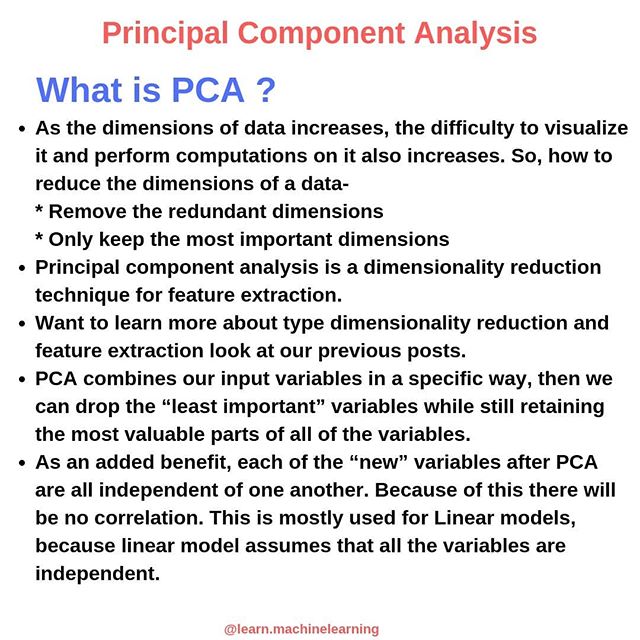 Principal Component Analysis
What is PCA ?
• As the dimensions of data increases, the difficulty to visualize
it and perform computations on it also increases. So, how to
reduce the dimensions of a data-
* Remove the redundant dimensions
* Only keep the most important dimensions
• Principal component analysis is a dimensionality reduction
technique for feature extraction.
• Want to learn more about type dimensionality reduction and
feature extraction look at our previous posts.
• PCA combines our input variables in a specific way, then we
can drop the “least important” variables while still retaining
the most valuable parts of all of the variables.
• As an added benefit, each of the “new” variables after PCA
are all independent of one another. Because of this there will
be no correlation. This is mostly used for Linear models,
because linear model assumes that all the variables are
independent.
@learn.machinelearning